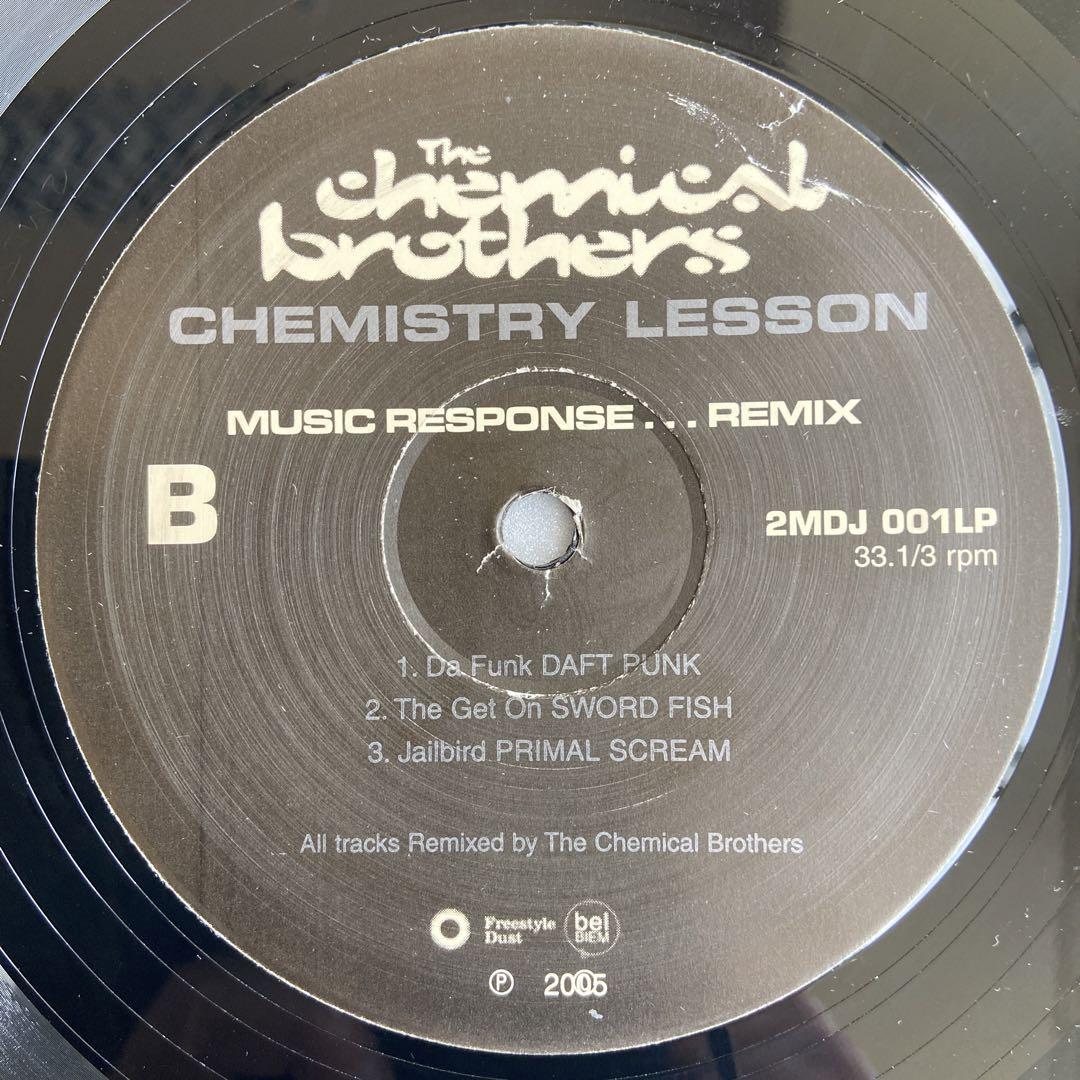 The
chemical
brothers
CHEMISTRY LESSON
MUSIC RESPONSE . . . REMIX
B
2MDJ 001LP
33.1/3 rpm
1. Da Funk DAFT PUNK
2. The Get On SWORD FISH
3. Jailbird PRIMAL SCREAM
All tracks Remixed by The Chemical Brothers
Freestyle
Dust
bel
BIEM
℗ 2005